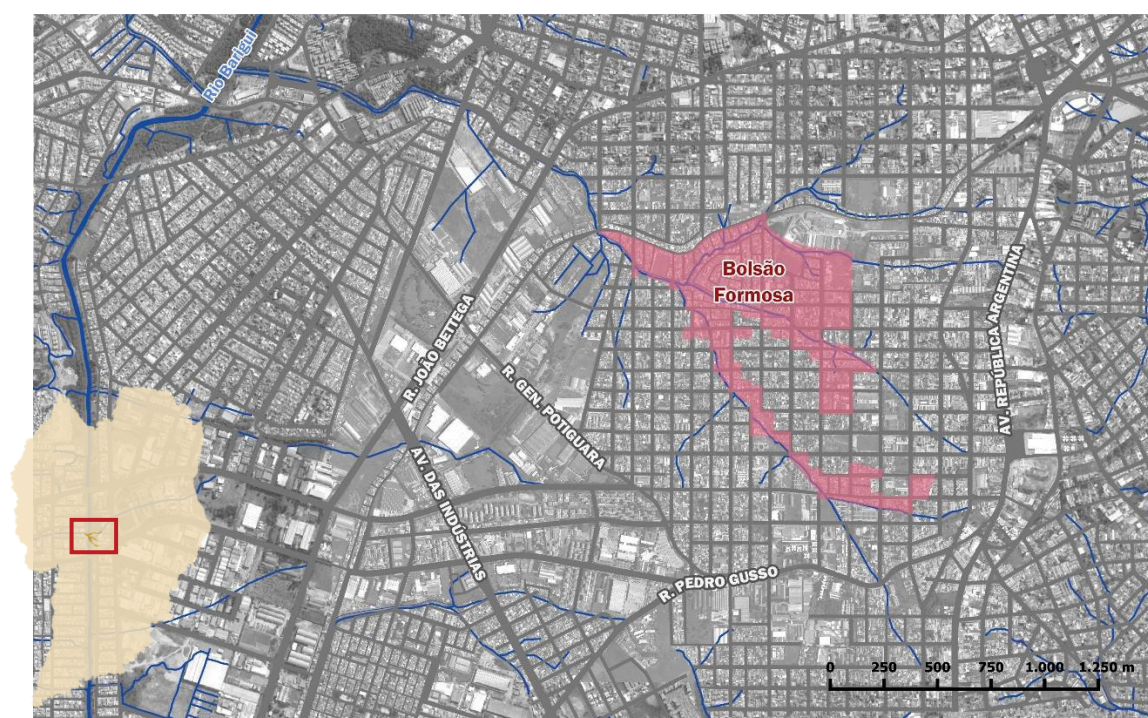 Rio Barigui
Bolsão
Formosa
R. JOÃO BETTEGA
R. GEN. POTIGUARA
AV. REPÚBLICA ARGENTINA
AV. DAS INDÚSTRIAS
R. PEDRO GUSSO
0 250 500 750 1.000 1.250 m